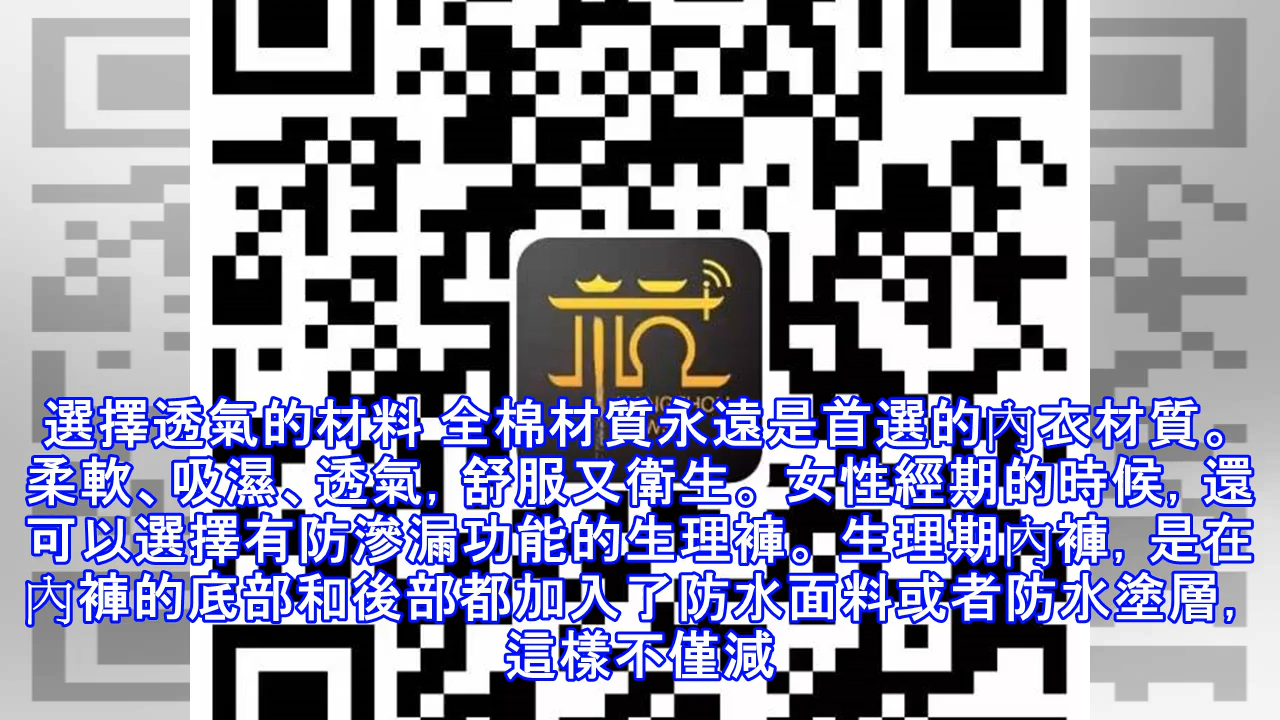 選擇透氣的材料 全棉材質永遠是首選的內衣材質。
柔軟、吸濕、透氣, 舒服又衛生。女性經期的時候, 還
可以選擇有防滲漏功能的生理褲。生理期內褲, 是在
內褲的底部和後部都加入了防水面料或者防水塗層,
這樣不僅減